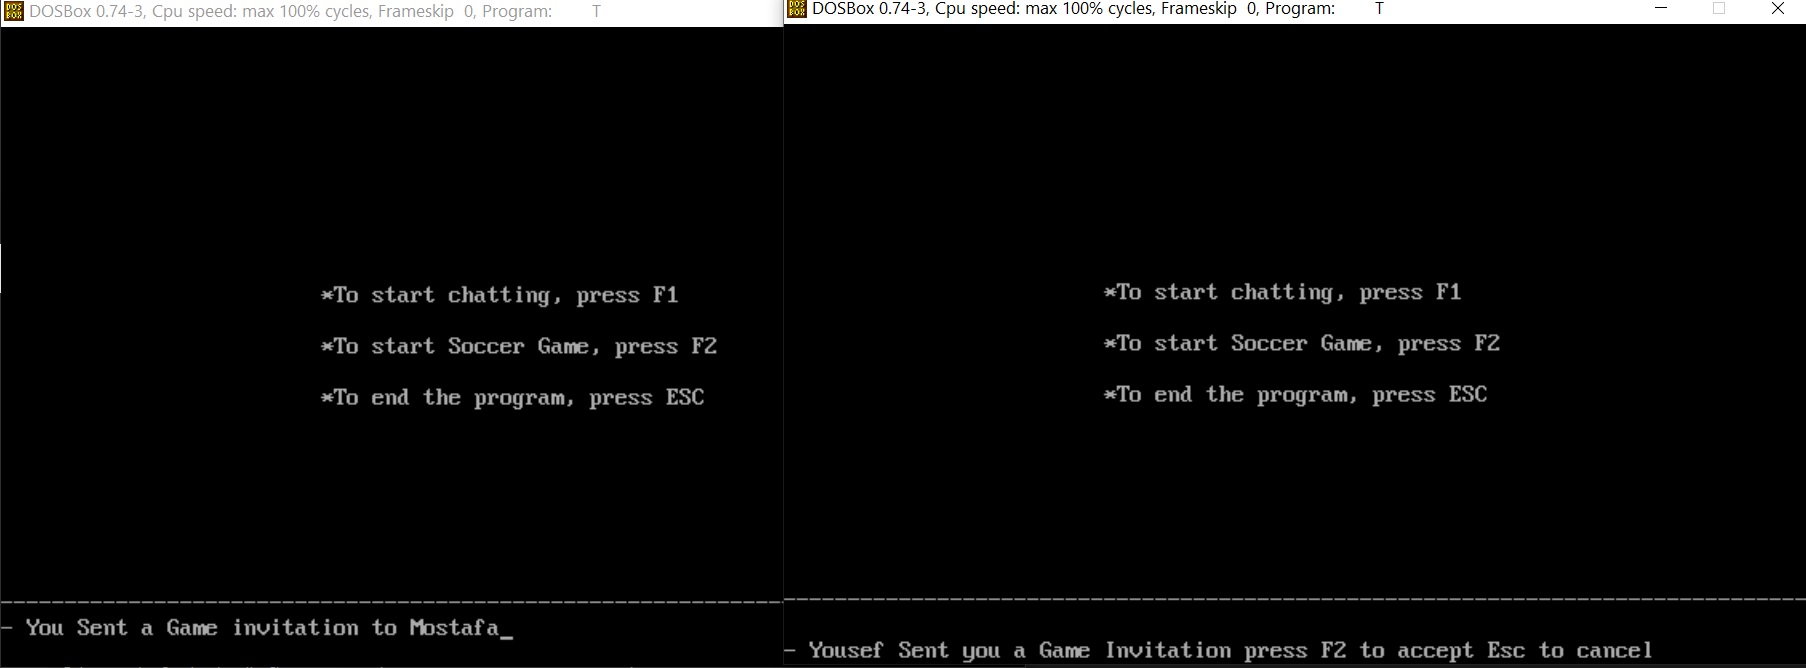 DOSBox 0.74-3, Cpu speed: max 100% cycles, Frameskip 0, Program: T
*To start chatting, press F1
*To start Soccer Game, press F2
*To end the program, press ESC
- You Sent a Game invitation to Mostafa_
DOSBox 0.74-3, Cpu speed: max 100% cycles, Frameskip 0, Program: T
*To start chatting, press F1
*To start Soccer Game, press F2
*To end the program, press ESC
- Yousef Sent you a Game Invitation press F2 to accept Esc to cancel